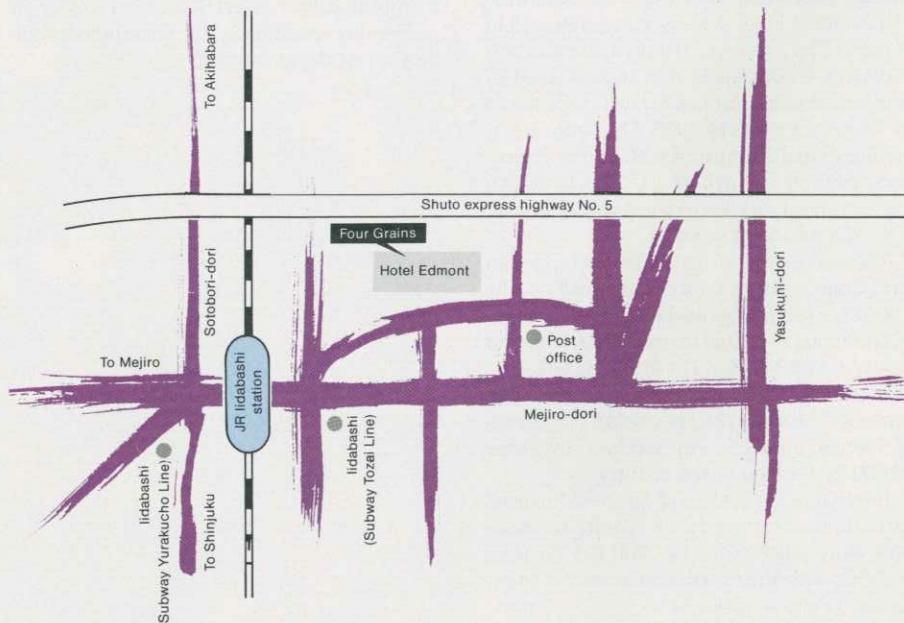 To Akihabara
Shuto express highway No. 5
Four Grains
Hotel Edmont
Sotobori-dori
Yasukuni-dori
Post
office
To Mejiro
JR Iidabashi
station
Mejiro-dori
Iidabashi
(Subway Tozai Line)
Iidabashi
Subway Yurakucho Line)
To Shinjuku